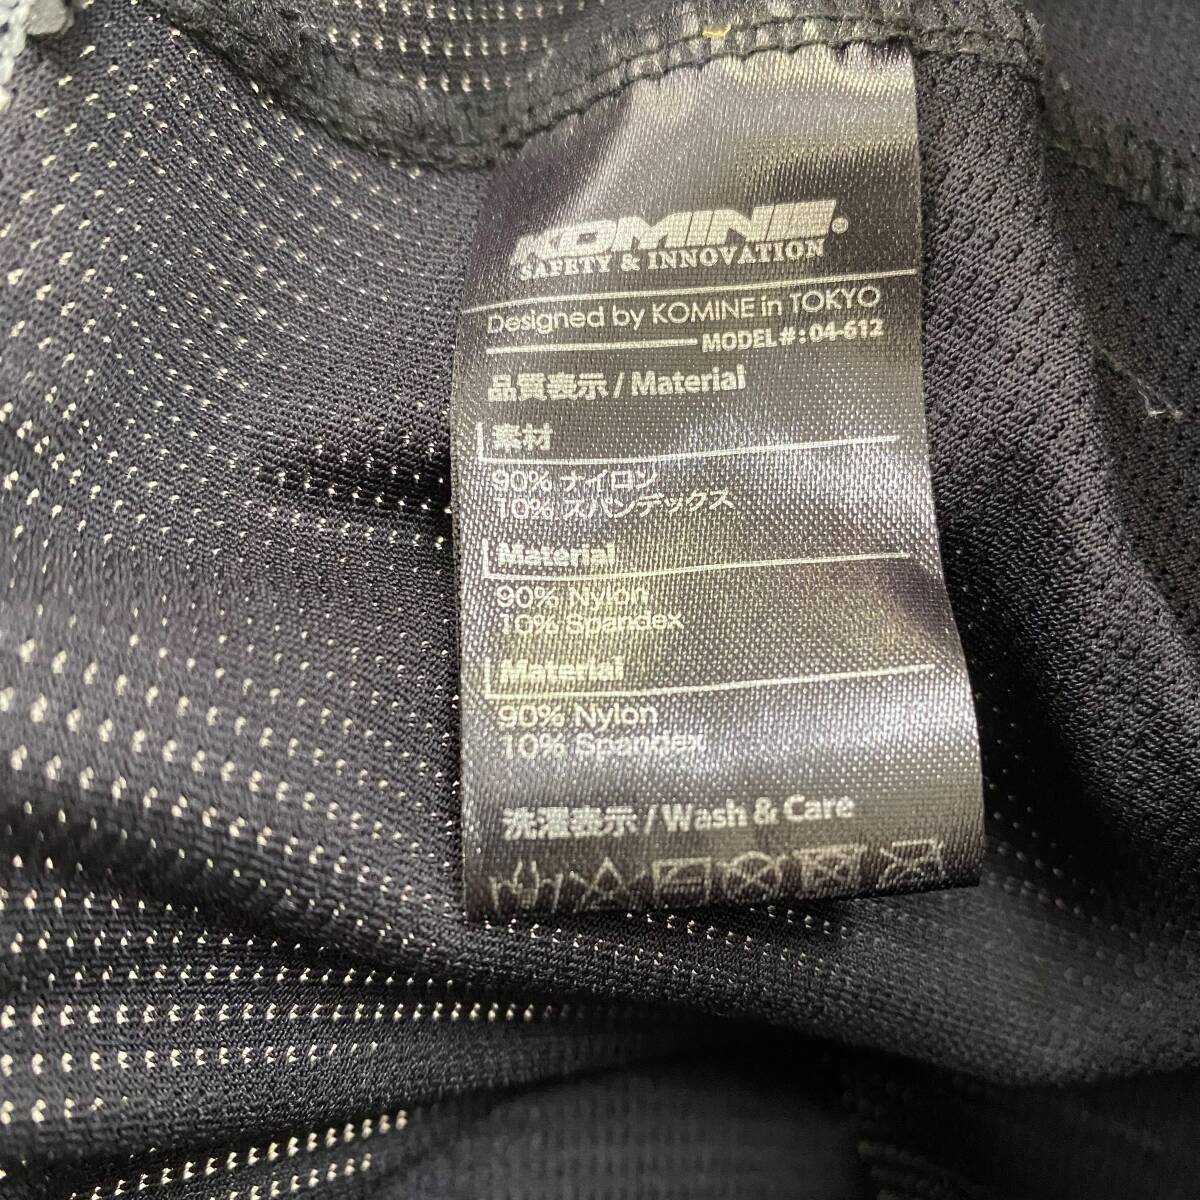 KOMINE®
SAFETY & INNOVATION
Designed by KOMINE in TOKYO
MODEL#:04-612
品質表示 / Material
素材
90% ナイロン
10% スパンデックス
Material
90% Nylon
10% Spandex
Material
90% Nylon
10% Spandex
洗濯表示 / Wash & Care